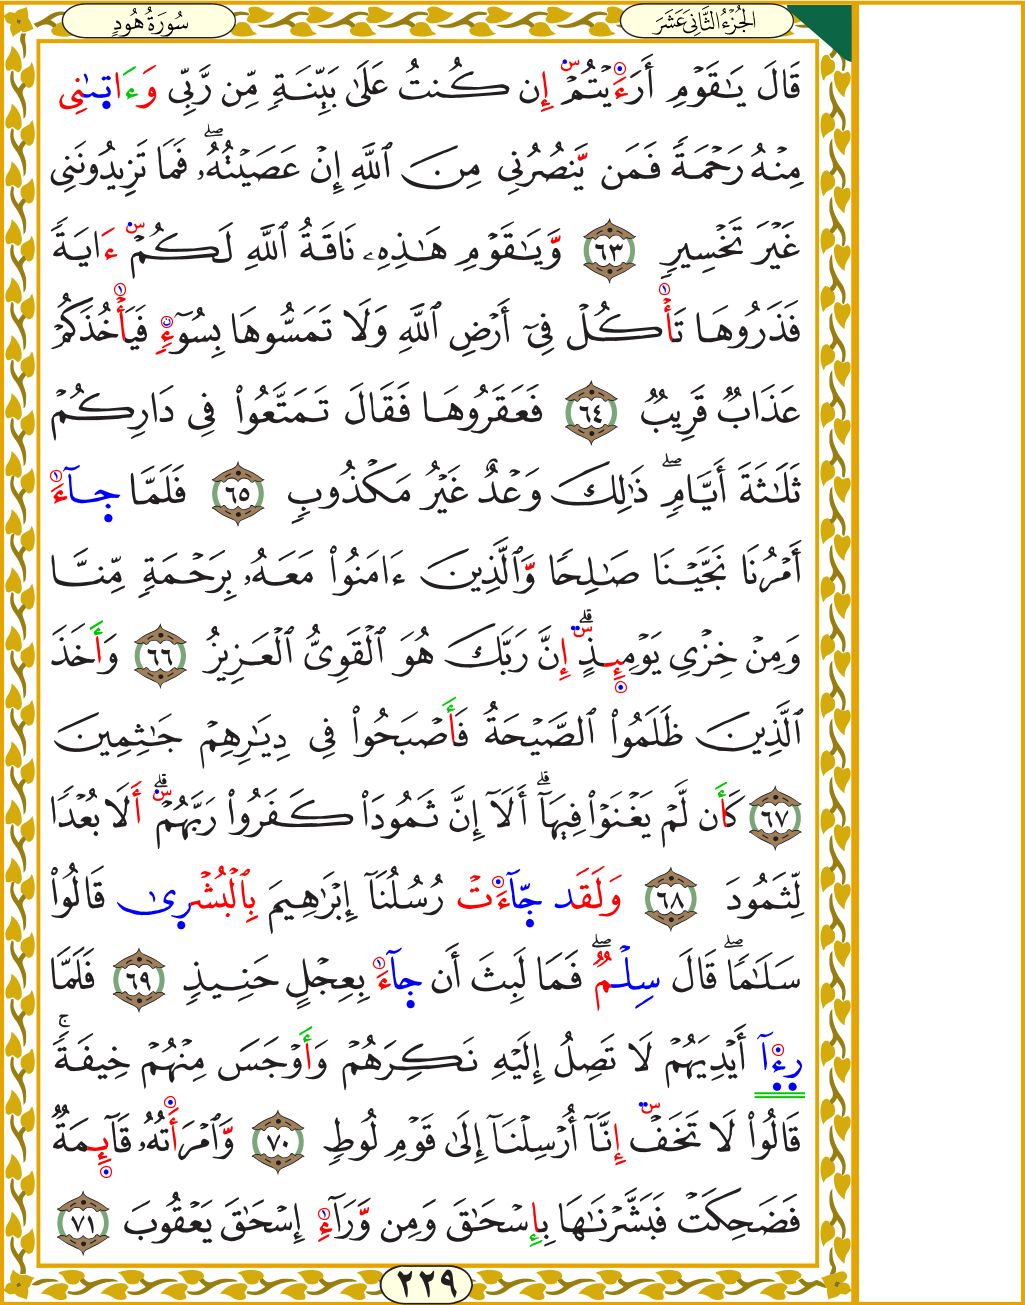 الجُزْءُ الثَّانِي عَشَرَ
سُورَةُ هُودٍ
قَالَ يَـٰقَوْمِ أَرَءَيْتُمْۥ إِن كُنتُ عَلَىٰ بَيِّنَةٍ مِّن رَّبِّى وَءَاتٜىٰنِى
مِنْهُ رَحْمَةً فَمَن يَّنصُرُنِى مِنَ ٱللَّهِ إِنْ عَصَيْتُهُۥۖ فَمَا تَزِيدُونَنِى
غَيْرَ تَخْسِيرٍ ٦٣ وَّيَـٰقَوْمِ هَـٰذِهِۦ نَاقَةُ ٱللَّهِ لَكُمْۜ ءَايَةً
فَذَرُوهَا تَأْكُلْ فِىٓ أَرْضِ ٱللَّهِ وَلَا تَمَسُّوهَا بِسُوٓءٍ فَيَأْخُذَكُمْ
عَذَابٌ قَرِيبٌ ٦٤ فَعَقَرُوهَا فَقَالَ تَمَتَّعُوا۟ فِى دَارِكُمْ
ثَلَـٰثَةَ أَيَّامٍۖ ذَٰلِكَ وَعْدٌ غَيْرُ مَكْذُوبٍ ٦٥ فَلَمَّا جٜآءَ
أَمْرُنَا نَجَّيْنَا صَـٰلِحًا وَّٱلَّذِينَ ءَامَنُوا۟ مَعَهُۥ بِرَحْمَةٍ مِّنَّا
وَمِنْ خِزْىِ يَوْمِئِذٍۗ إِنَّ رَبَّكَ هُوَ ٱلْقَوِىُّ ٱلْعَزِيزُ ٦٦ وَأَخَذَ
ٱلَّذِينَ ظَلَمُوا۟ ٱلصَّيْحَةُ فَأَصْبَحُوا۟ فِى دِيَـٰرِهِمْ جَـٰثِمِينَ
٦٧ كَأَن لَّمْ يَغْنَوْا۟ فِيهَآۗ أَلَآ إِنَّ ثَمُودَا۟ كَفَرُوا۟ رَبَّهُمْۗ أَلَا بُعْدًا
لِّثَمُودَ ٦٨ وَلَقَد جّٜآءَتْ رُسُلُنَآ إِبْرَٰهِيمَ بِٱلْبُشْرٜىٰ قَالُوا۟
سَلَـٰمًاۖ قَالَ سِلْمٌۖ فَمَا لَبِثَ أَن جٜآءَ بِعِجْلٍ حَنِيذٍ ٦٩ فَلَمَّا
رٜءٜآ أَيْدِيَهُمْ لَا تَصِلُ إِلَيْهِ نَكِرَهُمْ وَأَوْجَسَ مِنْهُمْ خِيفَةًۚ
قَالُوا۟ لَا تَخَفْۜ إِنَّآ أُرْسِلْنَآ إِلَىٰ قَوْمِ لُوطٍ ٧٠ وَّٱمْرَأَتُهُۥ قَآئِمَةٌ
فَضَحِكَتْ فَبَشَّرْنَـٰهَا بِإِسْحَـٰقَ وَمِن وَّرَآءِ إِسْحَـٰقَ يَعْقُوبَ ٧١
٢٢٩